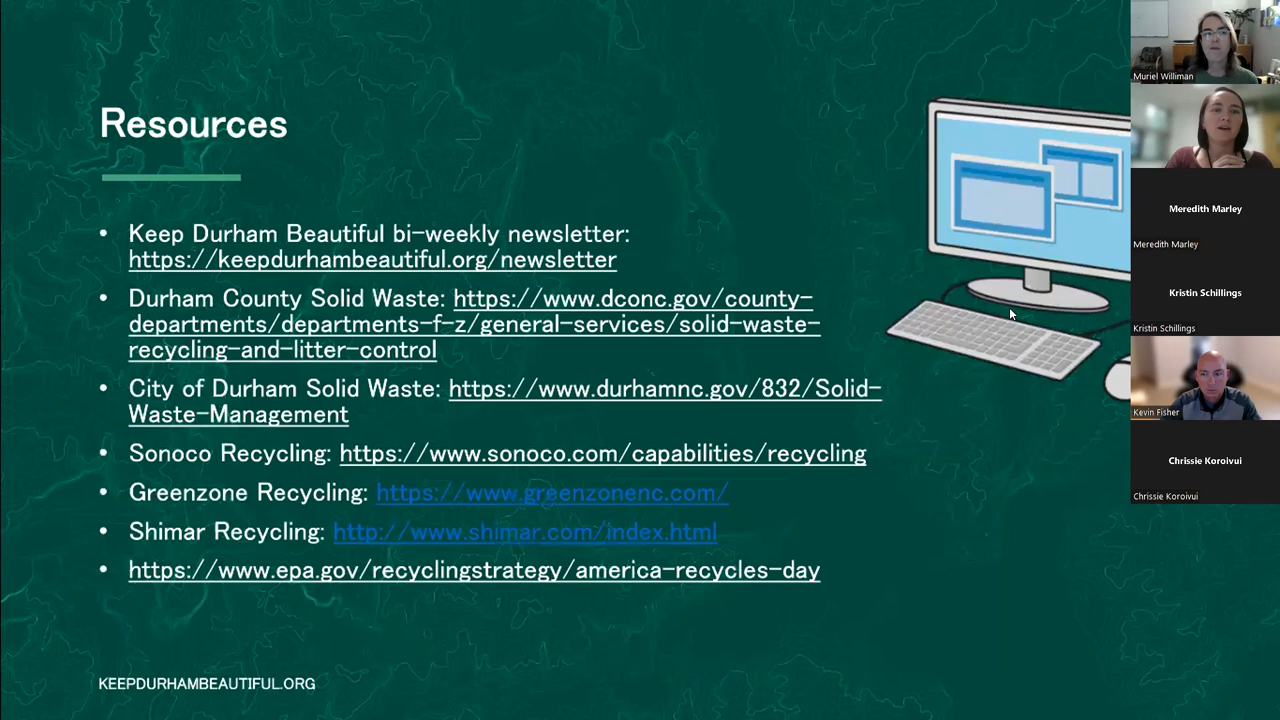 Resources
• Keep Durham Beautiful bi-weekly newsletter:
https://keepdurhambeautiful.org/newsletter
• Durham County Solid Waste: https://www.dconc.gov/county-
departments/departments-f-z/general-services/solid-waste-
recycling-and-litter-control
• City of Durham Solid Waste: https://www.durhamnc.gov/832/Solid-
Waste-Management
• Sonoco Recycling: https://www.sonoco.com/capabilities/recycling
• Greenzone Recycling: https://www.greenzonenc.com/
• Shimar Recycling: http://www.shimar.com/index.html
• https://www.epa.gov/recyclingstrategy/america-recycles-day
KEEPDURHAMBEAUTIFUL.ORG
Muriel Williman
Meredith Marley
Meredith Marley
Kristin Schillings
Kristin Schillings
Kevin Fisher
Chrissie Koroivui
Chrissie Koroivui